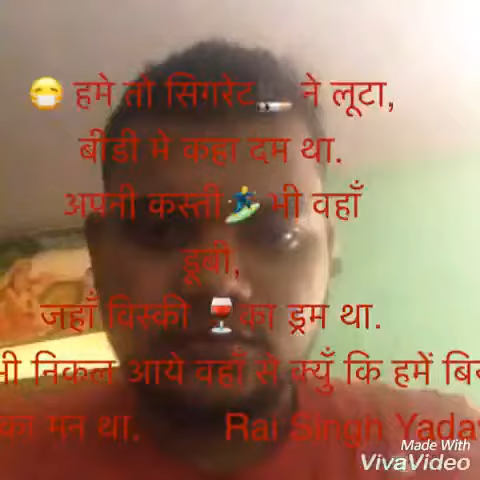 😷 हमे तो सिगरेट🚬 ने लूटा,
बीडी मे कहा दम था.
अपनी कस्ती🏄 भी वहाँ
डूबी,
जहाँ विस्की 🍷का ड्रम था.
भी निकल आये वहाँ से क्युँ कि हमें बि
का मन था. Rai Singh Yada
Made With
VivaVideo